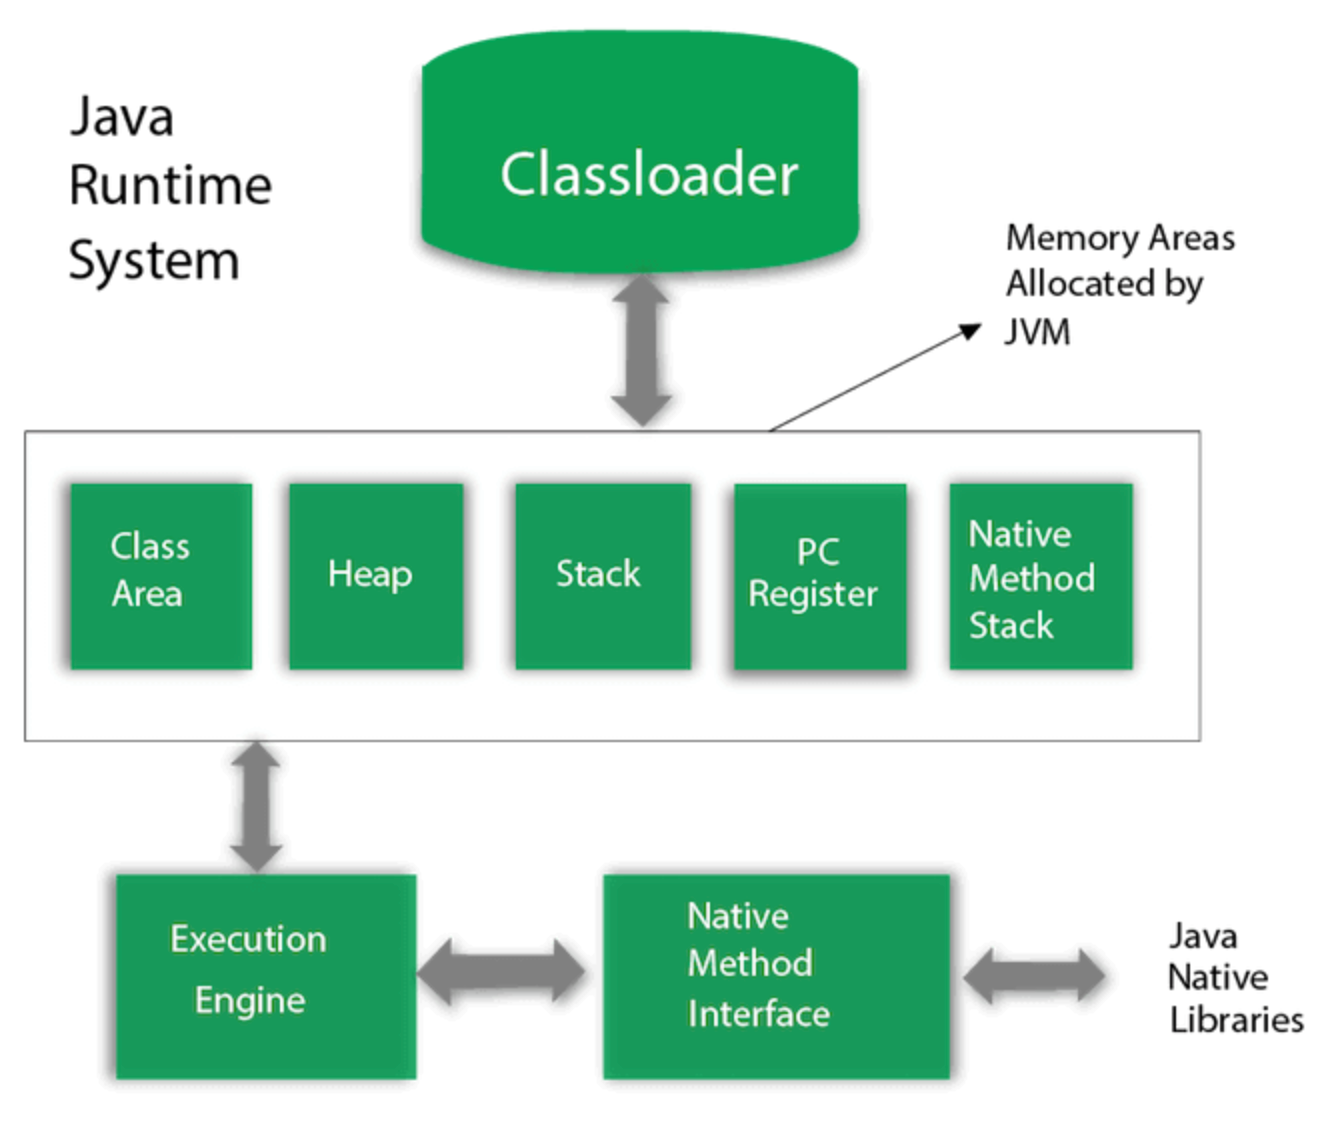 Java
Runtime
System
Classloader
Memory Areas
Allocated by
JVM
Class
Area
Heap
Stack
PC
Register
Native
Method
Stack
Execution
Engine
Native
Method
Interface
Java
Native
Libraries